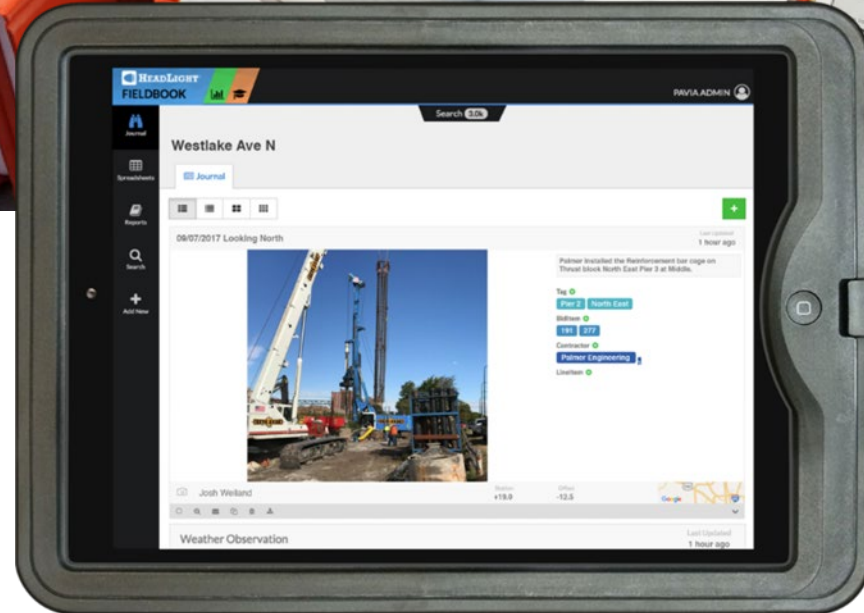 HEADLIGHT
FIELDBOOK
PAVIA.ADMIN
Search 3.0k
Journal
Westlake Ave N
Spreadsheets
Journal
Reports
Search
Add New
09/07/2017 Looking North
Last Updated
1 hour ago
Palmer installed the Reinforcement bar cage on
Thrust block North East Pier 3 at Middle.
Tag
Pier 2 North East
BidItem
191 277
Contractor
Palmer Engineering
LineItem
Josh Weiland
Station
+19.0
Offset
-12.5
Google
Weather Observation
Last Updated
1 hour ago